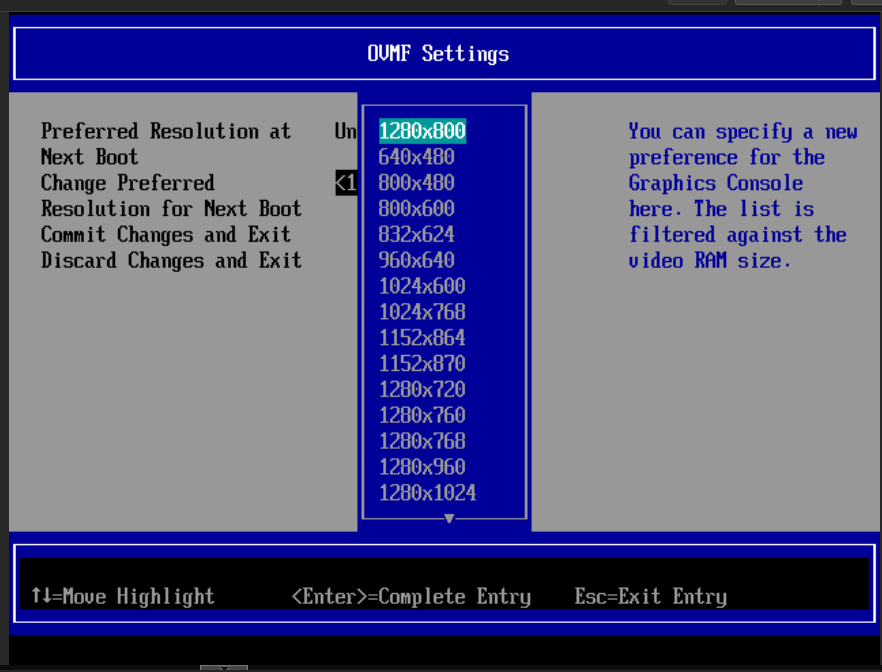 OVMF Settings
Preferred Resolution at Un
Next Boot
Change Preferred <1
Resolution for Next Boot
Commit Changes and Exit
Discard Changes and Exit
1280x800
640x480
800x480
800x600
832x624
960x640
1024x600
1024x768
1152x864
1152x870
1280x720
1280x760
1280x768
1280x960
1280x1024
You can specify a new
preference for the
Graphics Console
here. The list is
filtered against the
video RAM size.
↑↓=Move Highlight <Enter>=Complete Entry Esc=Exit Entry